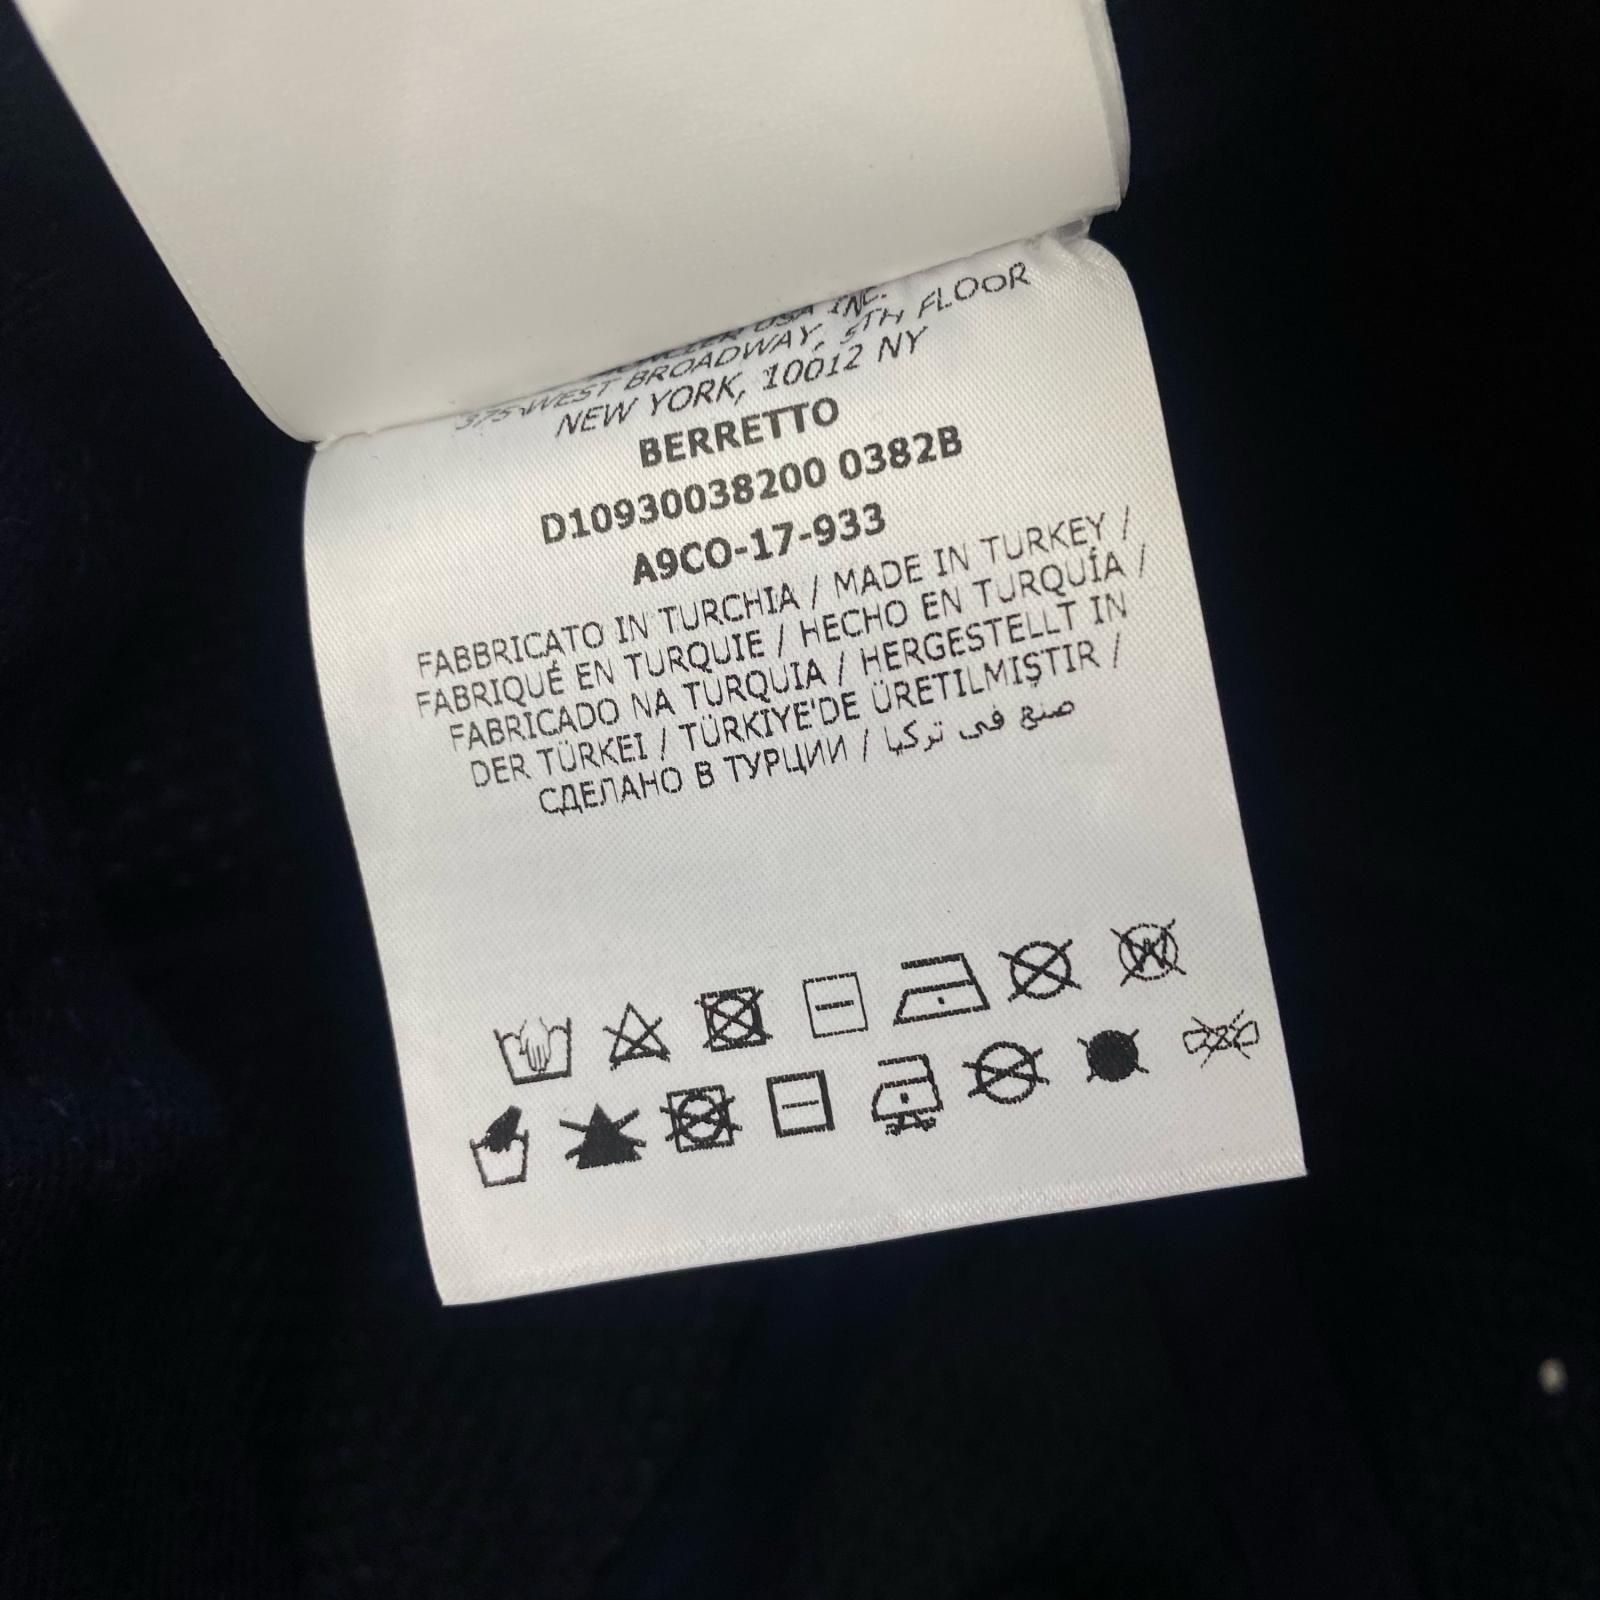 USA INC.
375 WEST BROADWAY, 5TH FLOOR
NEW YORK, 10012 NY
BERRETTO
D10930038200 0382B
A9CO-17-933
FABBRICATO IN TURCHIA / MADE IN TURKEY /
FABRIQUÉ EN TURQUIE / HECHO EN TURQUÍA /
FABRICADO NA TURQUIA / HERGESTELLT IN
DER TÜRKEI / TÜRKIYE'DE ÜRETILMIŞTIR /
СДЕЛАНО В ТУРЦИИ / صنع في تركيا